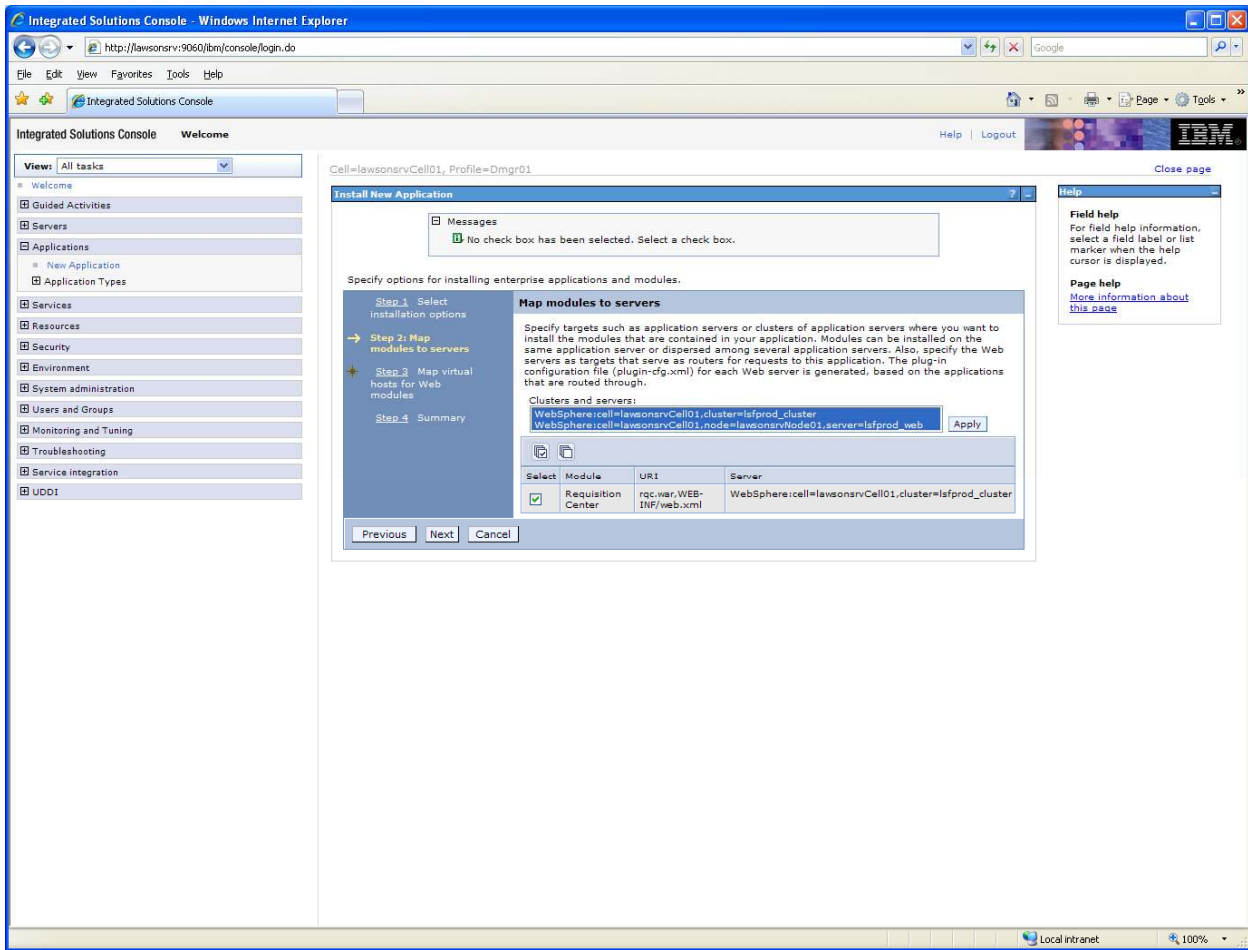 Integrated Solutions Console - Windows Internet Explorer
http://lawsonsrv:9060/ibm/console/login.do
Google
File Edit View Favorites Tools Help
Integrated Solutions Console
Page Tools »
Integrated Solutions Console Welcome
Help | Logout
IBM
View: All tasks
Welcome
Guided Activities
Servers
Applications
New Application
Application Types
Services
Resources
Security
Environment
System administration
Users and Groups
Monitoring and Tuning
Troubleshooting
Service integration
UDDI
Cell=lawsonsrvCell01, Profile=Dmgr01
Close page
Install New Application ? -
Messages
No check box has been selected. Select a check box.
Specify options for installing enterprise applications and modules.
Step 1 Select
installation options
Step 2: Map
modules to servers
Step 3 Map virtual
hosts for Web
modules
Step 4 Summary
Map modules to servers
Specify targets such as application servers or clusters of application servers where you want to
install the modules that are contained in your application. Modules can be installed on the
same application server or dispersed among several application servers. Also, specify the Web
servers as targets that serve as routers for requests to this application. The plug-in
configuration file (plugin-cfg.xml) for each Web server is generated, based on the applications
that are routed through.
Clusters and servers:
WebSphere:cell=lawsonsrvCell01,cluster=lsfprod_cluster
WebSphere:cell=lawsonsrvCell01,node=lawsonsrvNode01,server=lsfprod_web
Apply
Select Module URI Server
Requisition rqc.war,WEB- WebSphere:cell=lawsonsrvCell01,cluster=lsfprod_cluster
Center INF/web.xml
Previous Next Cancel
Help -
Field help
For field help information,
select a field label or list
marker when the help
cursor is displayed.
Page help
More information about
this page
Local intranet 100%